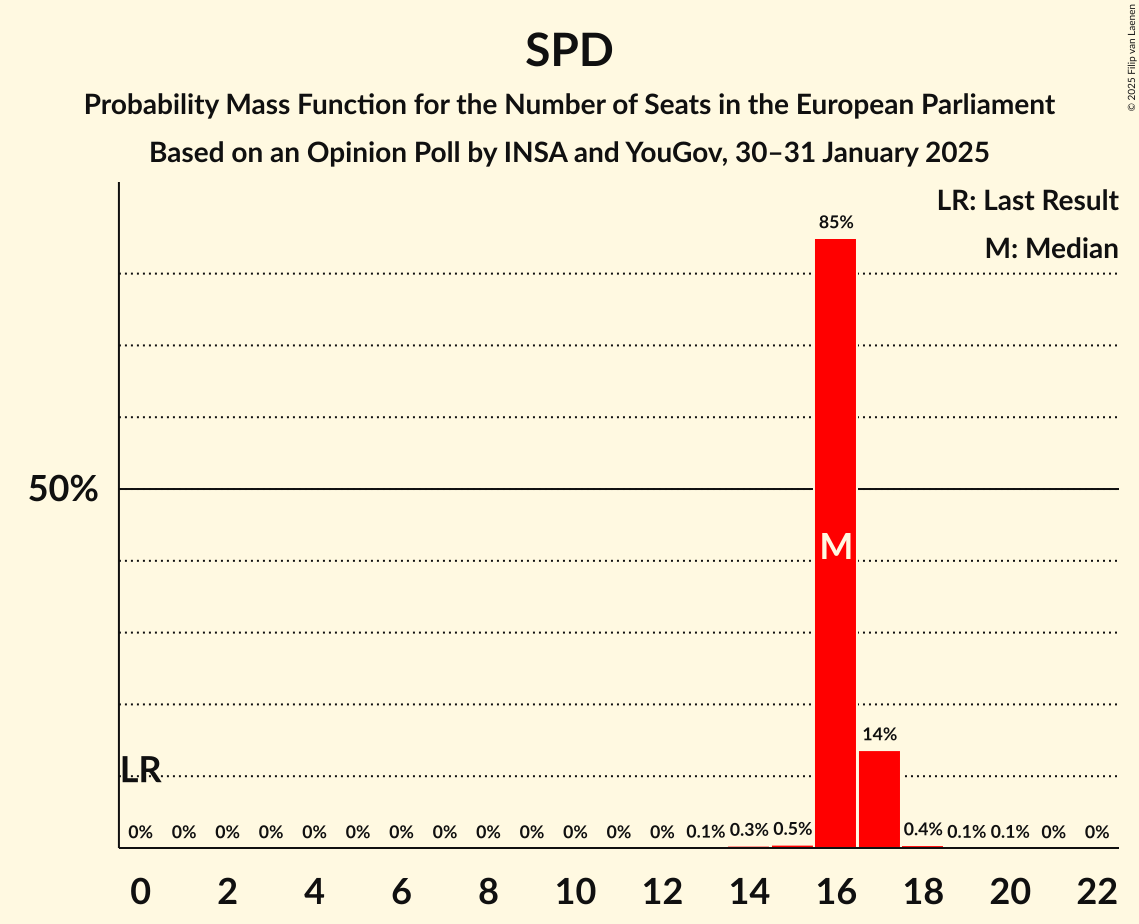 © 2025 Filip van Laenen
SPD
Probability Mass Function for the Number of Seats in the European Parliament
Based on an Opinion Poll by INSA and YouGov, 30–31 January 2025
LR: Last Result
M: Median
85%
50%
M
14%
LR
0% 0% 0% 0% 0% 0% 0% 0% 0% 0% 0% 0% 0% 0.1% 0.3% 0.5% 0.4% 0.1% 0.1% 0% 0%
0 2 4 6 8 10 12 14 16 18 20 22